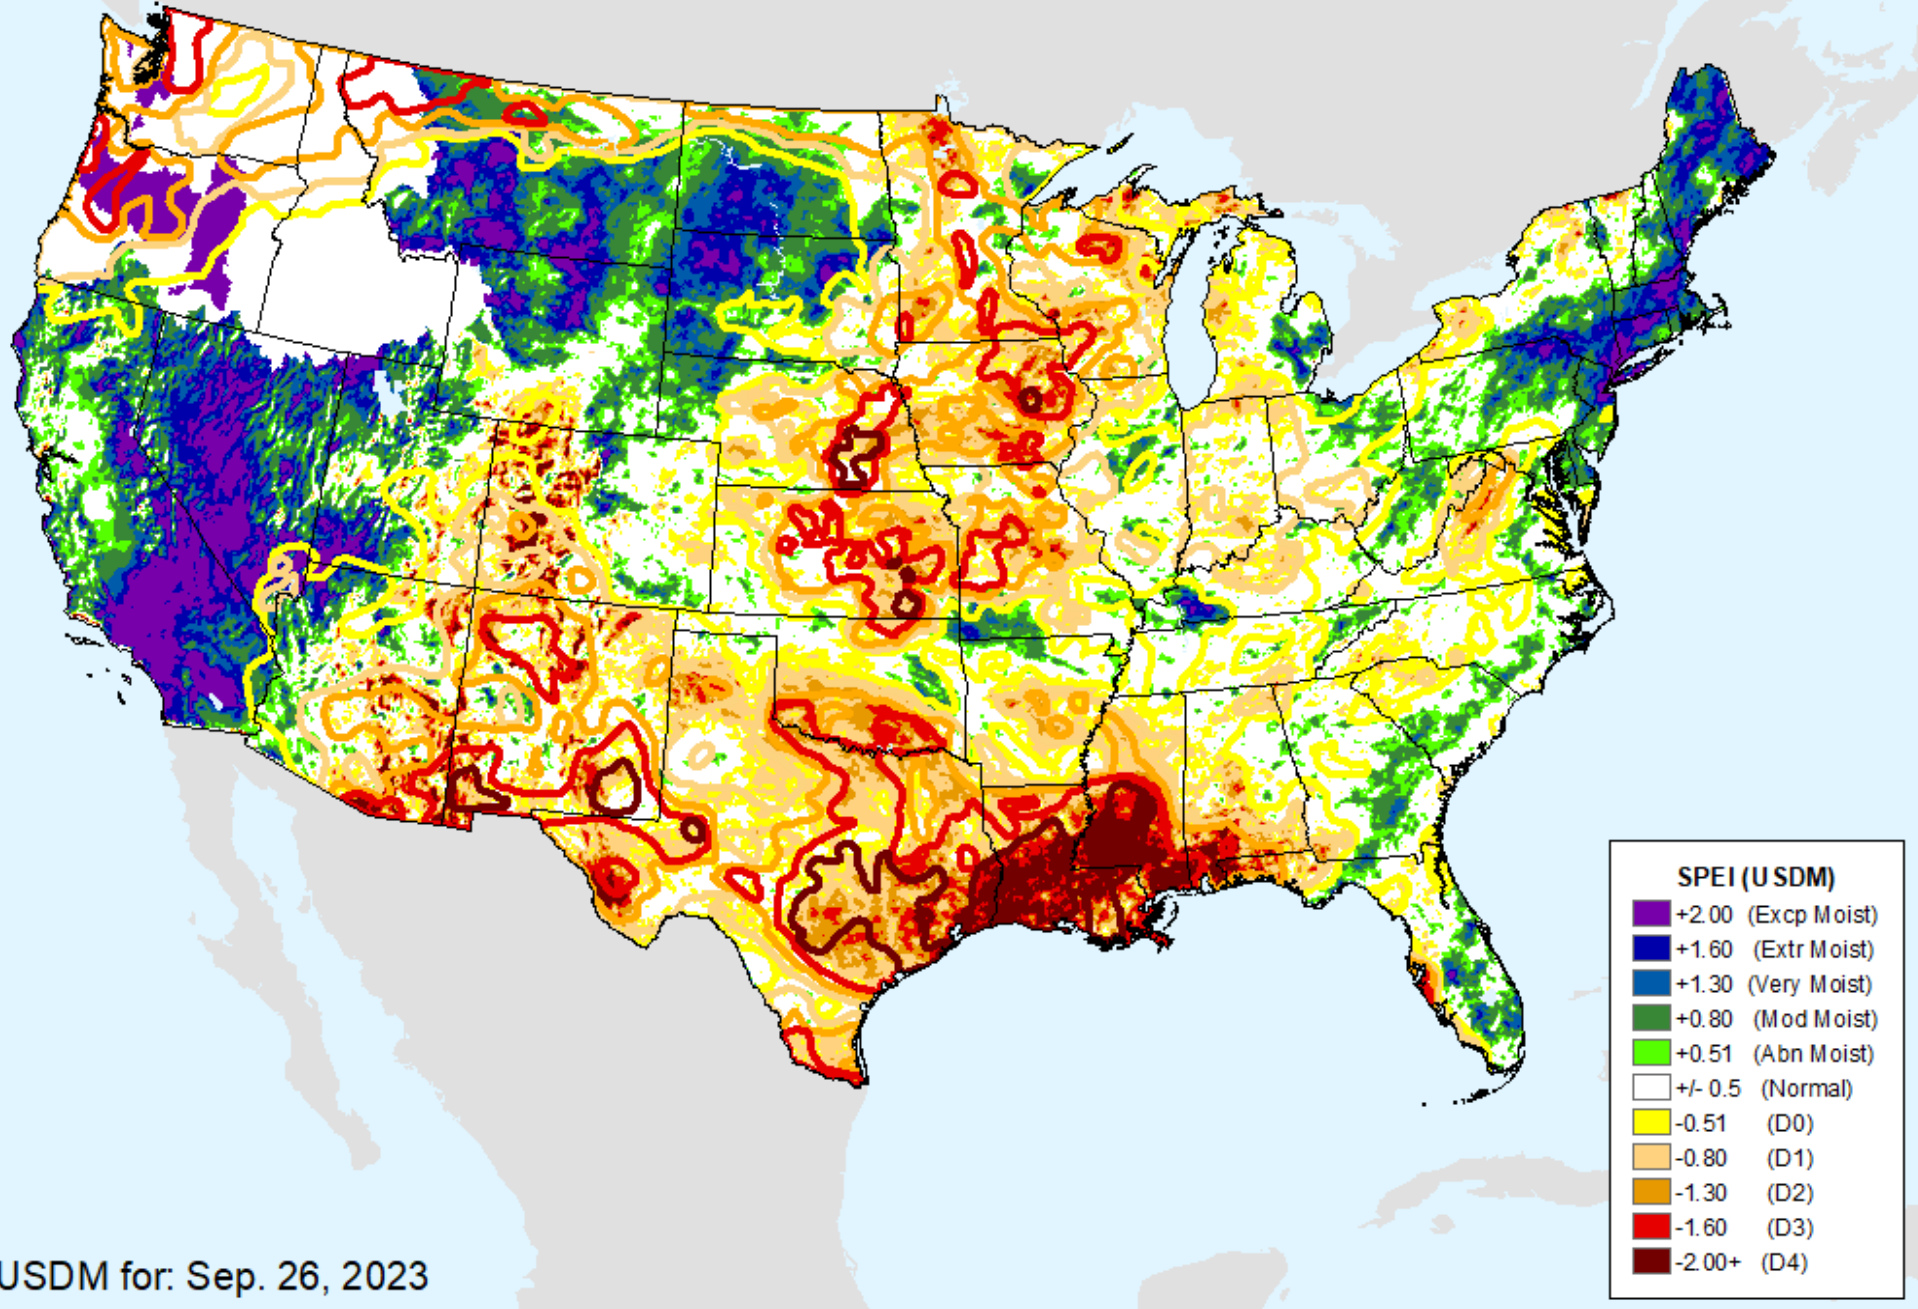 SPEI (USDM)
+2.00 (Excp Moist)
+1.60 (Extr Moist)
+1.30 (Very Moist)
+0.80 (Mod Moist)
+0.51 (Abn Moist)
+/- 0.5 (Normal)
-0.51 (D0)
-0.80 (D1)
-1.30 (D2)
-1.60 (D3)
-2.00+ (D4)
USDM for: Sep. 26, 2023